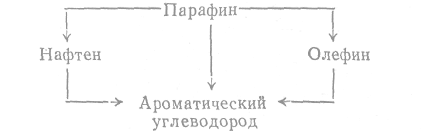 Парафин
Нафтен Олефин
Ароматический
углеводород